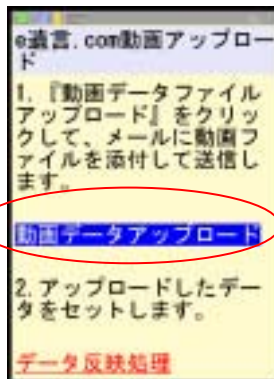 e遺言.com動画アップロー
ド
1. 『動画データファイル
アップロード』をクリッ
クして、メールに動画フ
ァイルを添付して送信し
ます。
動画データアップロード
2. アップロードしたデー
タをセットします。
データ反映処理